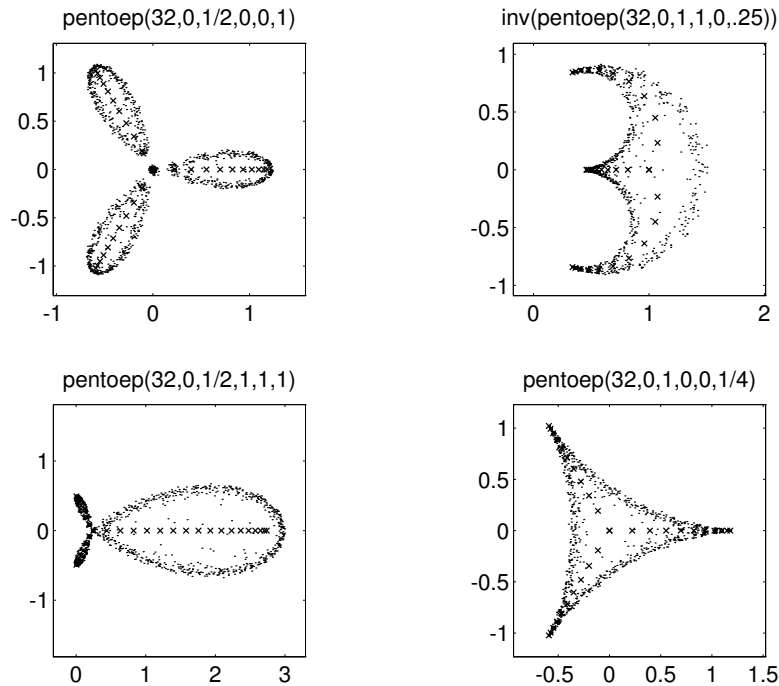 pentoep(32,0,1/2,0,0,1)
1
0.5
0
-0.5
-1
-1 0 1
inv(pentoep(32,0,1,1,0,.25))
1
0.5
0
-0.5
-1
0 1 2
pentoep(32,0,1/2,1,1,1)
1
0
-1
0 1 2 3
pentoep(32,0,1,0,0,1/4)
1
0.5
0
-0.5
-1
-0.5 0 0.5 1 1.5